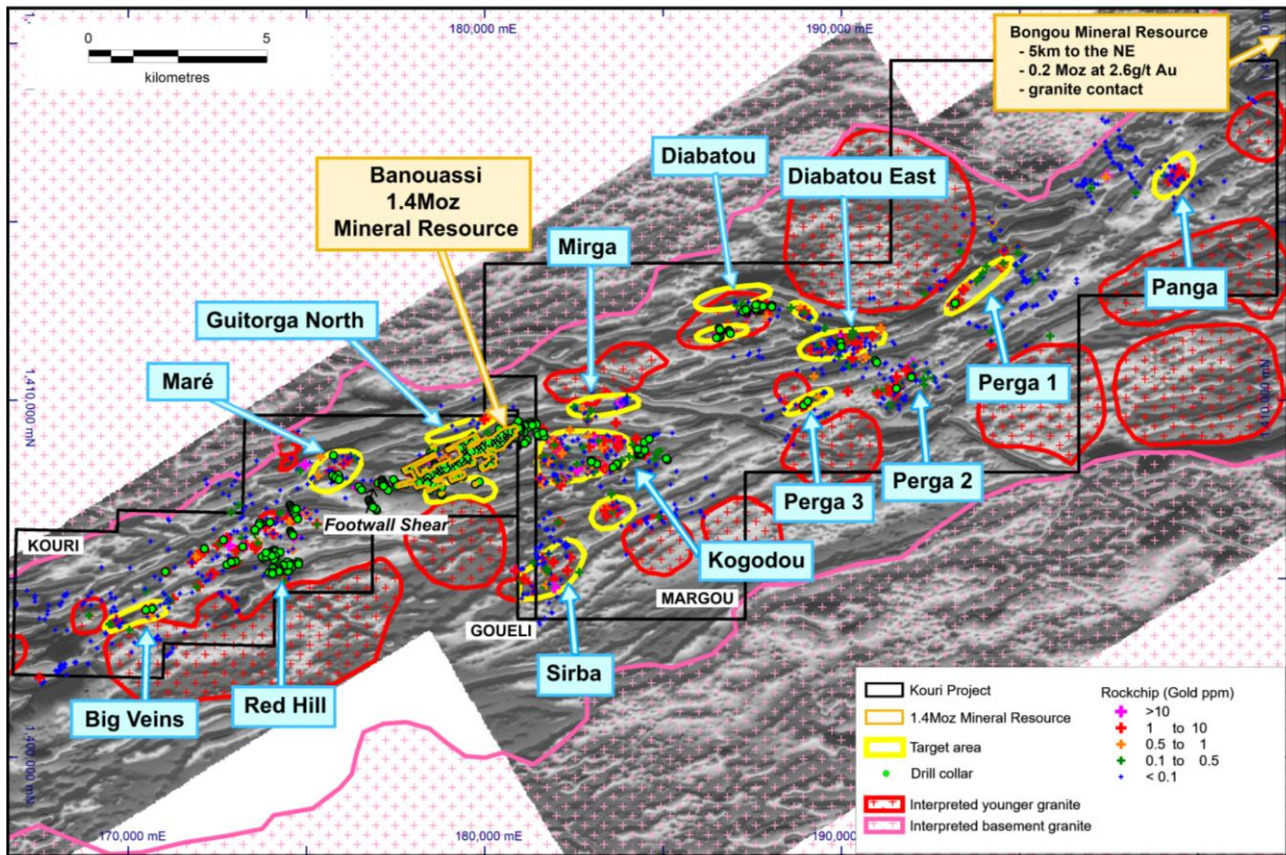 180,000 mE
190,000 mE
0 5
kilometres
Bongou Mineral Resource
- 5km to the NE
- 0.2 Moz at 2.6g/t Au
- granite contact
Diabatou
Diabatou East
Banouassi
1.4Moz
Mineral Resource
Mirga
Guitorga North
Panga
Maré
Perga 1
1,410,000 mN
Perga 2
Perga 3
Footwall Shear
KOURI
Kogodou
MARGOU
GOUELI
Sirba
Red Hill
Big Veins
1,400,000 mN
Kouri Project
1.4Moz Mineral Resource
Target area
Drill collar
Interpreted younger granite
Interpreted basement granite
Rockchip (Gold ppm)
>10
1 to 10
0.5 to 1
0.1 to 0.5
< 0.1
170,000 mE
180,000 mE
190,000